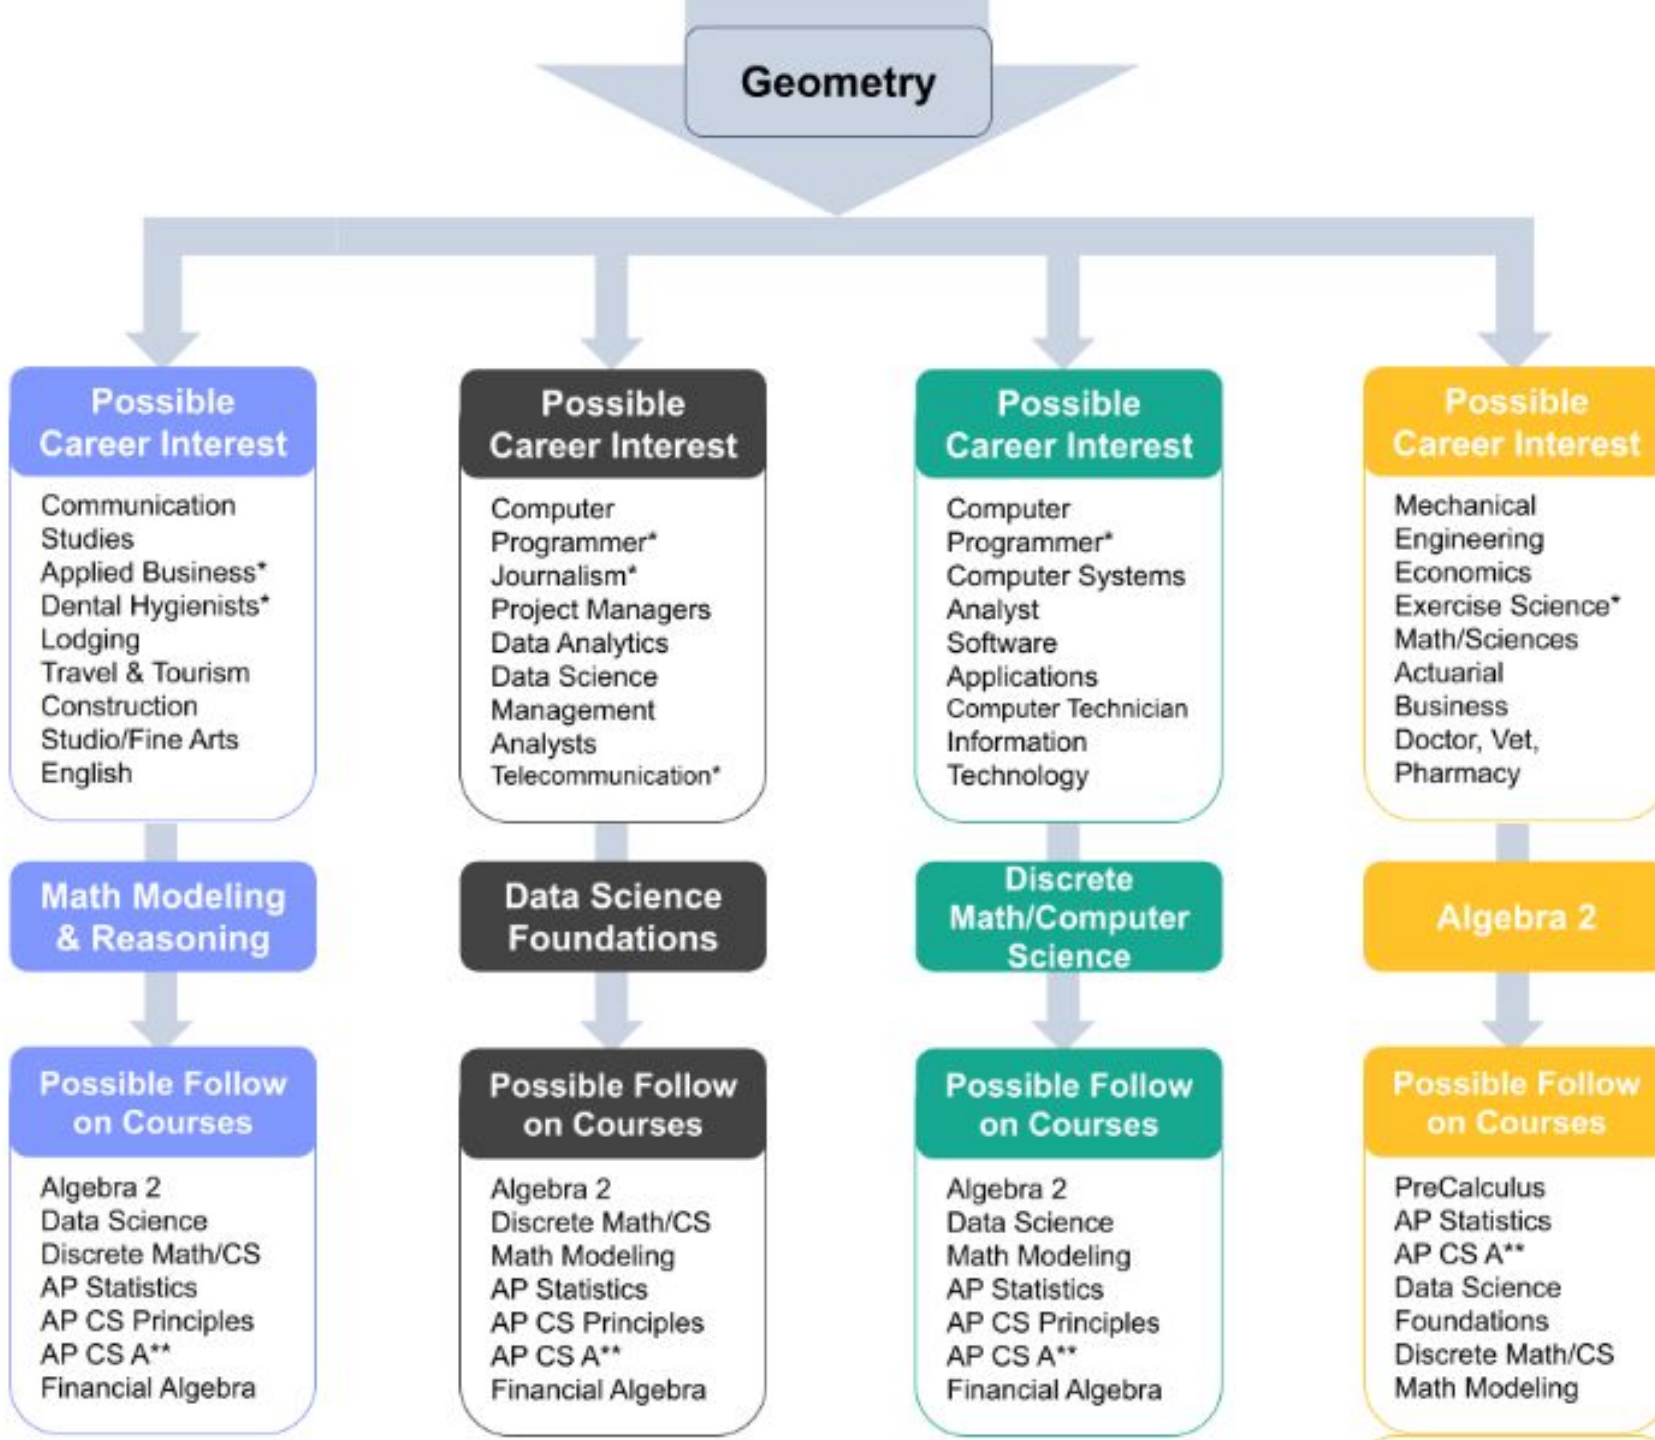 Geometry
Possible
Career Interest
Communication
Studies
Applied Business*
Dental Hygienists*
Lodging
Travel & Tourism
Construction
Studio/Fine Arts
English
Math Modeling
& Reasoning
Possible Follow
on Courses
Algebra 2
Data Science
Discrete Math/CS
AP Statistics
AP CS Principles
AP CS A**
Financial Algebra
Possible
Career Interest
Computer
Programmer*
Journalism*
Project Managers
Data Analytics
Data Science
Management
Analysts
Telecommunication*
Data Science
Foundations
Possible Follow
on Courses
Algebra 2
Discrete Math/CS
Math Modeling
AP Statistics
AP CS Principles
AP CS A**
Financial Algebra
Possible
Career Interest
Computer
Programmer*
Computer Systems
Analyst
Software
Applications
Computer Technician
Information
Technology
Discrete
Math/Computer
Science
Possible Follow
on Courses
Algebra 2
Data Science
Math Modeling
AP Statistics
AP CS Principles
AP CS A**
Financial Algebra
Possible
Career Interest
Mechanical
Engineering
Economics
Exercise Science*
Math/Sciences
Actuarial
Business
Doctor, Vet,
Pharmacy
Algebra 2
Possible Follow
on Courses
PreCalculus
AP Statistics
AP CS A**
Data Science
Foundations
Discrete Math/CS
Math Modeling